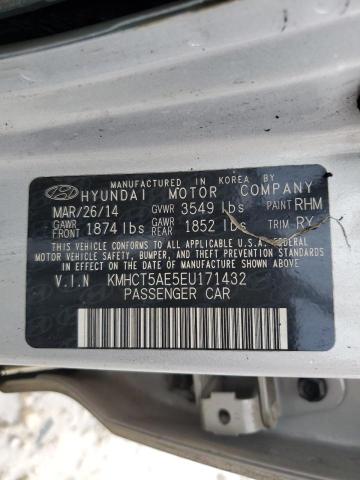 MANUFACTURED IN KOREA BY
HYUNDAI MOTOR COMPANY
MAR/26/14 GVWR 3549 lbs PAINT RHM
GAWR FRONT 1874 lbs GAWR REAR 1852 lbs TRIM RY
THIS VEHICLE CONFORMS TO ALL APPLICABLE U.S.A. FEDERAL
MOTOR VEHICLE SAFETY, BUMPER, AND THEFT PREVENTION STANDARDS
IN EFFECT ON THE DATE OF MANUFACTURE SHOWN ABOVE.
V.I.N KMHCT5AE5EU171432
PASSENGER CAR